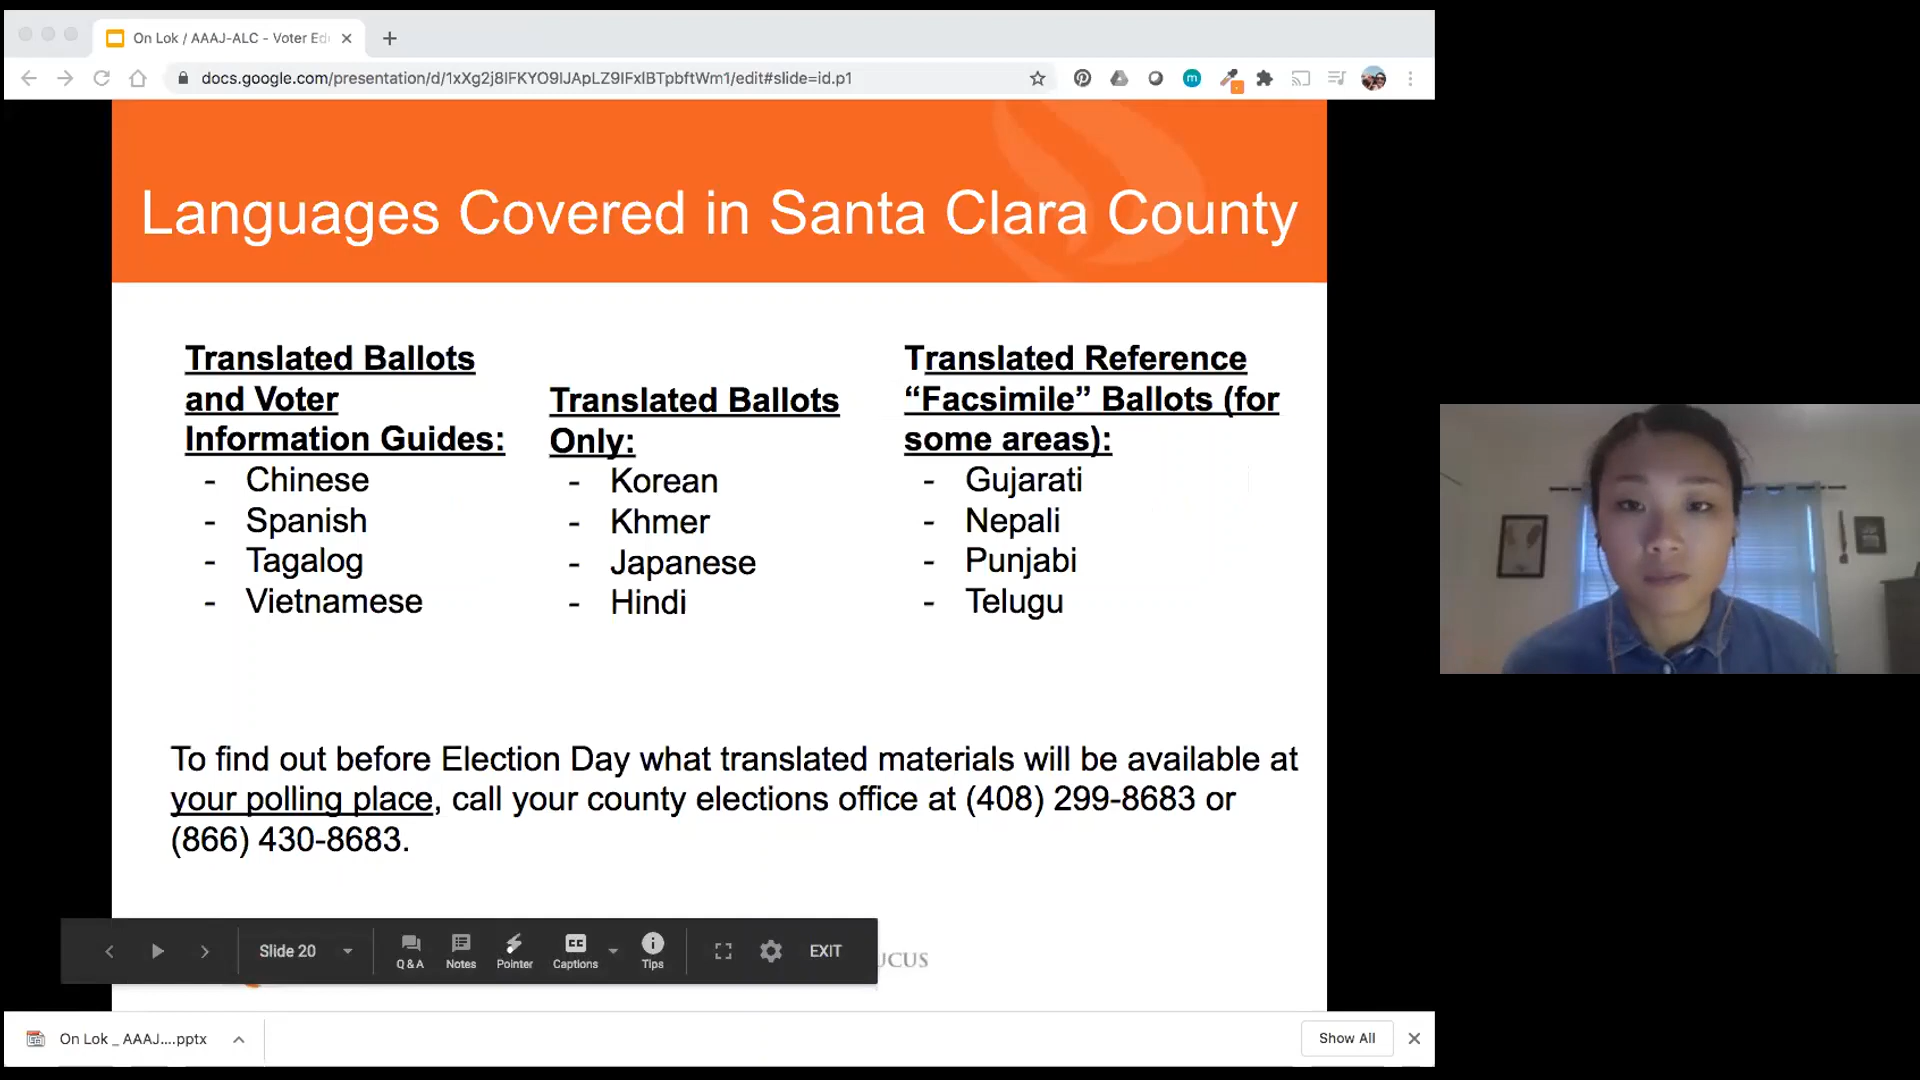 On Lok / AAAJ-ALC - Voter Ed
docs.google.com/presentation/d/1xXg2j8IFKYO9IJApLZ9IFxlBTpbftWm1/edit#slide=id.p1
m
Languages Covered in Santa Clara County
Translated Ballots
and Voter
Information Guides:
- Chinese
- Spanish
- Tagalog
- Vietnamese
Translated Ballots
Only:
- Korean
- Khmer
- Japanese
- Hindi
Translated Reference
“Facsimile” Ballots (for
some areas):
- Gujarati
- Nepali
- Punjabi
- Telugu
To find out before Election Day what translated materials will be available at
your polling place, call your county elections office at (408) 299-8683 or
(866) 430-8683.
Slide 20
Q & A
Notes
Pointer
CC
Captions
Tips
EXIT
UCUS
On Lok _ AAAJ....pptx
Show All